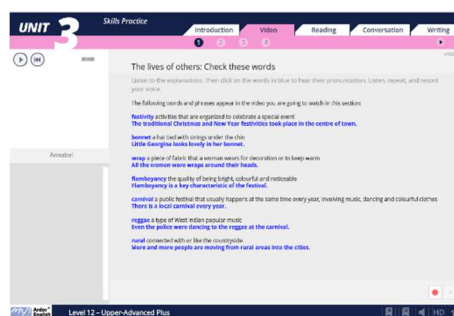 UNIT 3
Skills Practice
Introduction
Video
Reading
Conversation
Writing
1 2 3 4
The lives of others: Check these words
Listen to the explanations. Then click on the words in blue to hear their pronunciation. Listen, repeat, and record
your voice.
The following words and phrases appear in the video you are going to watch in this section:
festivity activities that are organized to celebrate a special event
The traditional Christmas and New Year festivities took place in the centre of town.
bonnet a hat tied with strings under the chin
Little Georgina looks lovely in her bonnet.
wrap a piece of fabric that a woman wears for decoration or to keep warm
All the women wore wraps around their heads.
flamboyancy the quality of being bright, colourful and noticeable
Flamboyancy is a key characteristic of the festival.
carnival a public festival that usually happens at the same time every year, involving music, dancing and colourful clothes
There is a local carnival every year.
reggae a type of West Indian popular music
Even the police were dancing to the reggae at the carnival.
rural connected with or like the countryside
More and more people are moving from rural areas into the cities.
Annabel
English
Level 12 – Upper-Advanced Plus
HD